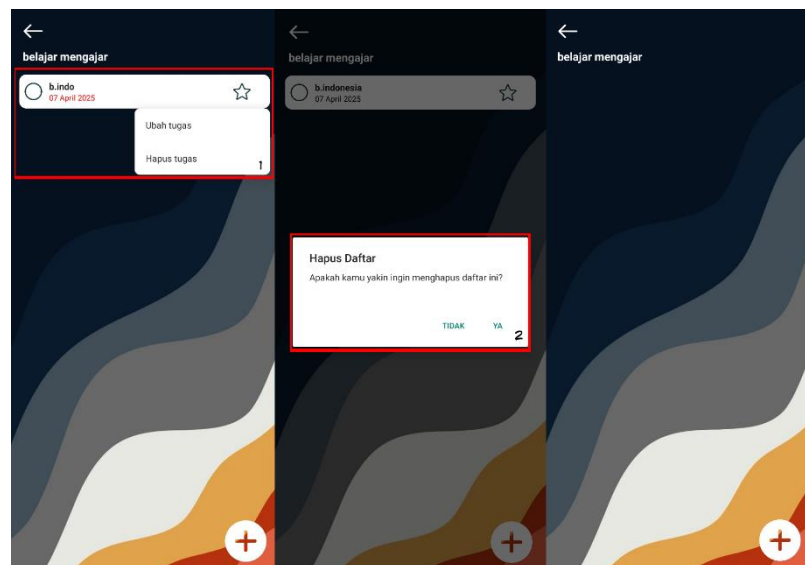 belajar mengajar
b.indo
07 April 2025
Ubah tugas
Hapus tugas
1
belajar mengajar
b.indonesia
07 April 2025
Hapus Daftar
Apakah kamu yakin ingin menghapus daftar ini?
TIDAK YA
2
belajar mengajar